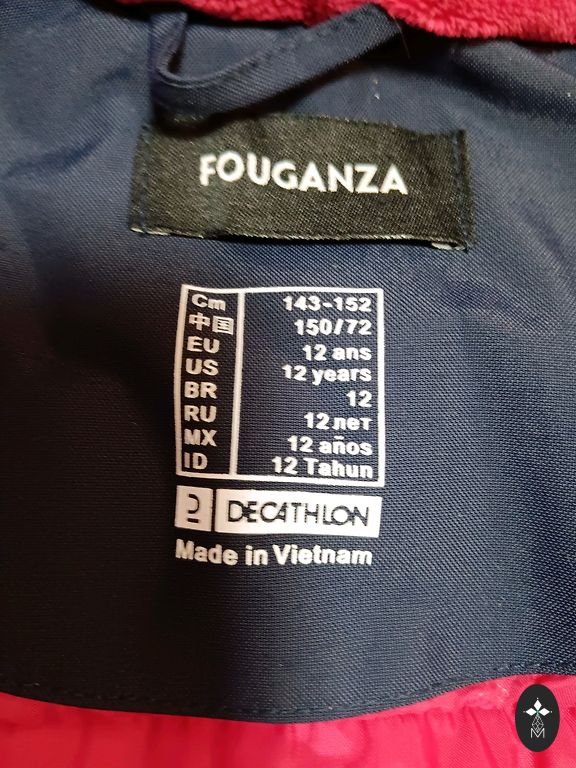 FOUGANZA
Cm 143-152
中国 150/72
EU 12 ans
US 12 years
BR 12
RU 12 лет
MX 12 años
ID 12 Tahun
DECATHLON
Made in Vietnam